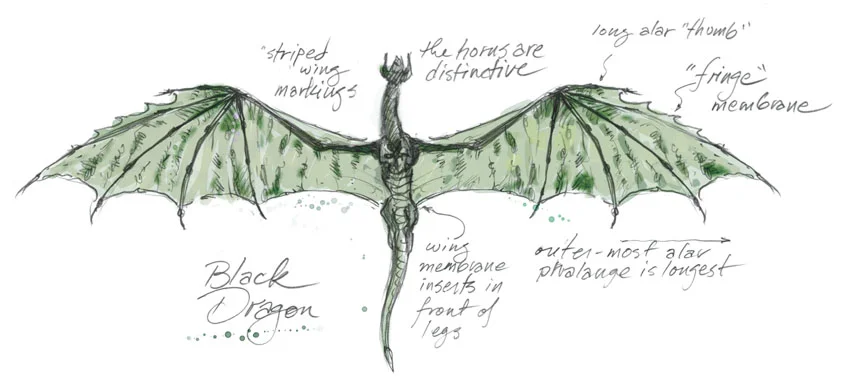 "striped
wing
markings
the horns are
distinctive
long alar "thumb"
"fringe"
membrane
wing
membrane
inserts in
front of
legs
outer-most alar
phalange is longest
Black
Dragon